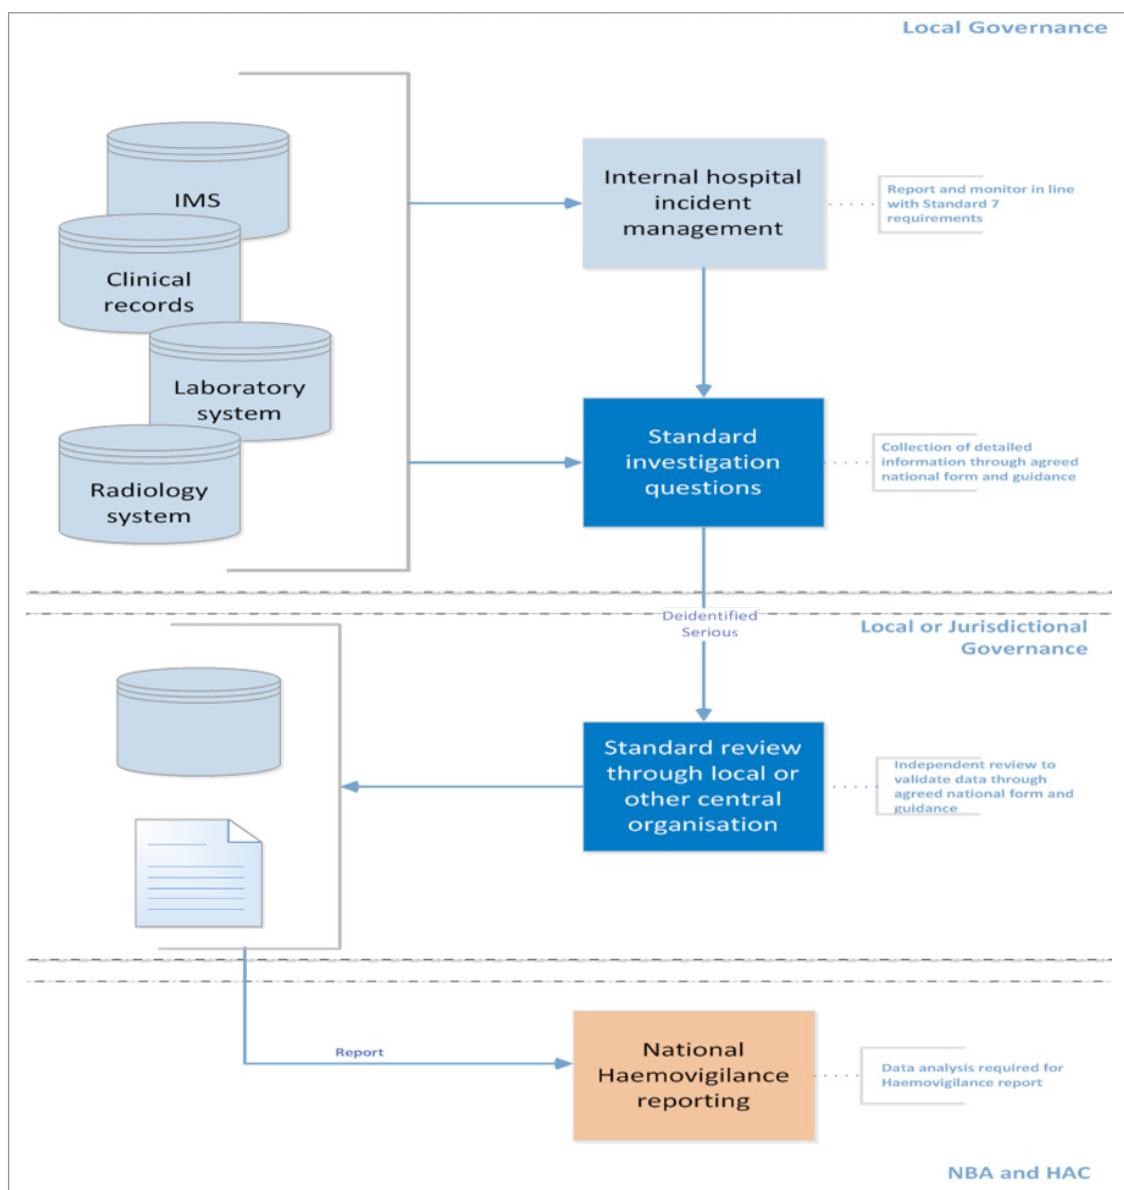 Local Governance
IMS
Clinical
records
Laboratory
system
Radiology
system
Internal hospital
incident
management
Report and monitor in line
with Standard 7
requirements
Standard
investigation
questions
Collection of detailed
information through agreed
national form and guidance
Deidentified
Serious
Local or Jurisdictional
Governance
Standard review
through local or
other central
organisation
Independent review to
validate data through
agreed national form and
guidance
Report
National
Haemovigilance
reporting
Data analysis required for
Haemovigilance report
NBA and HAC